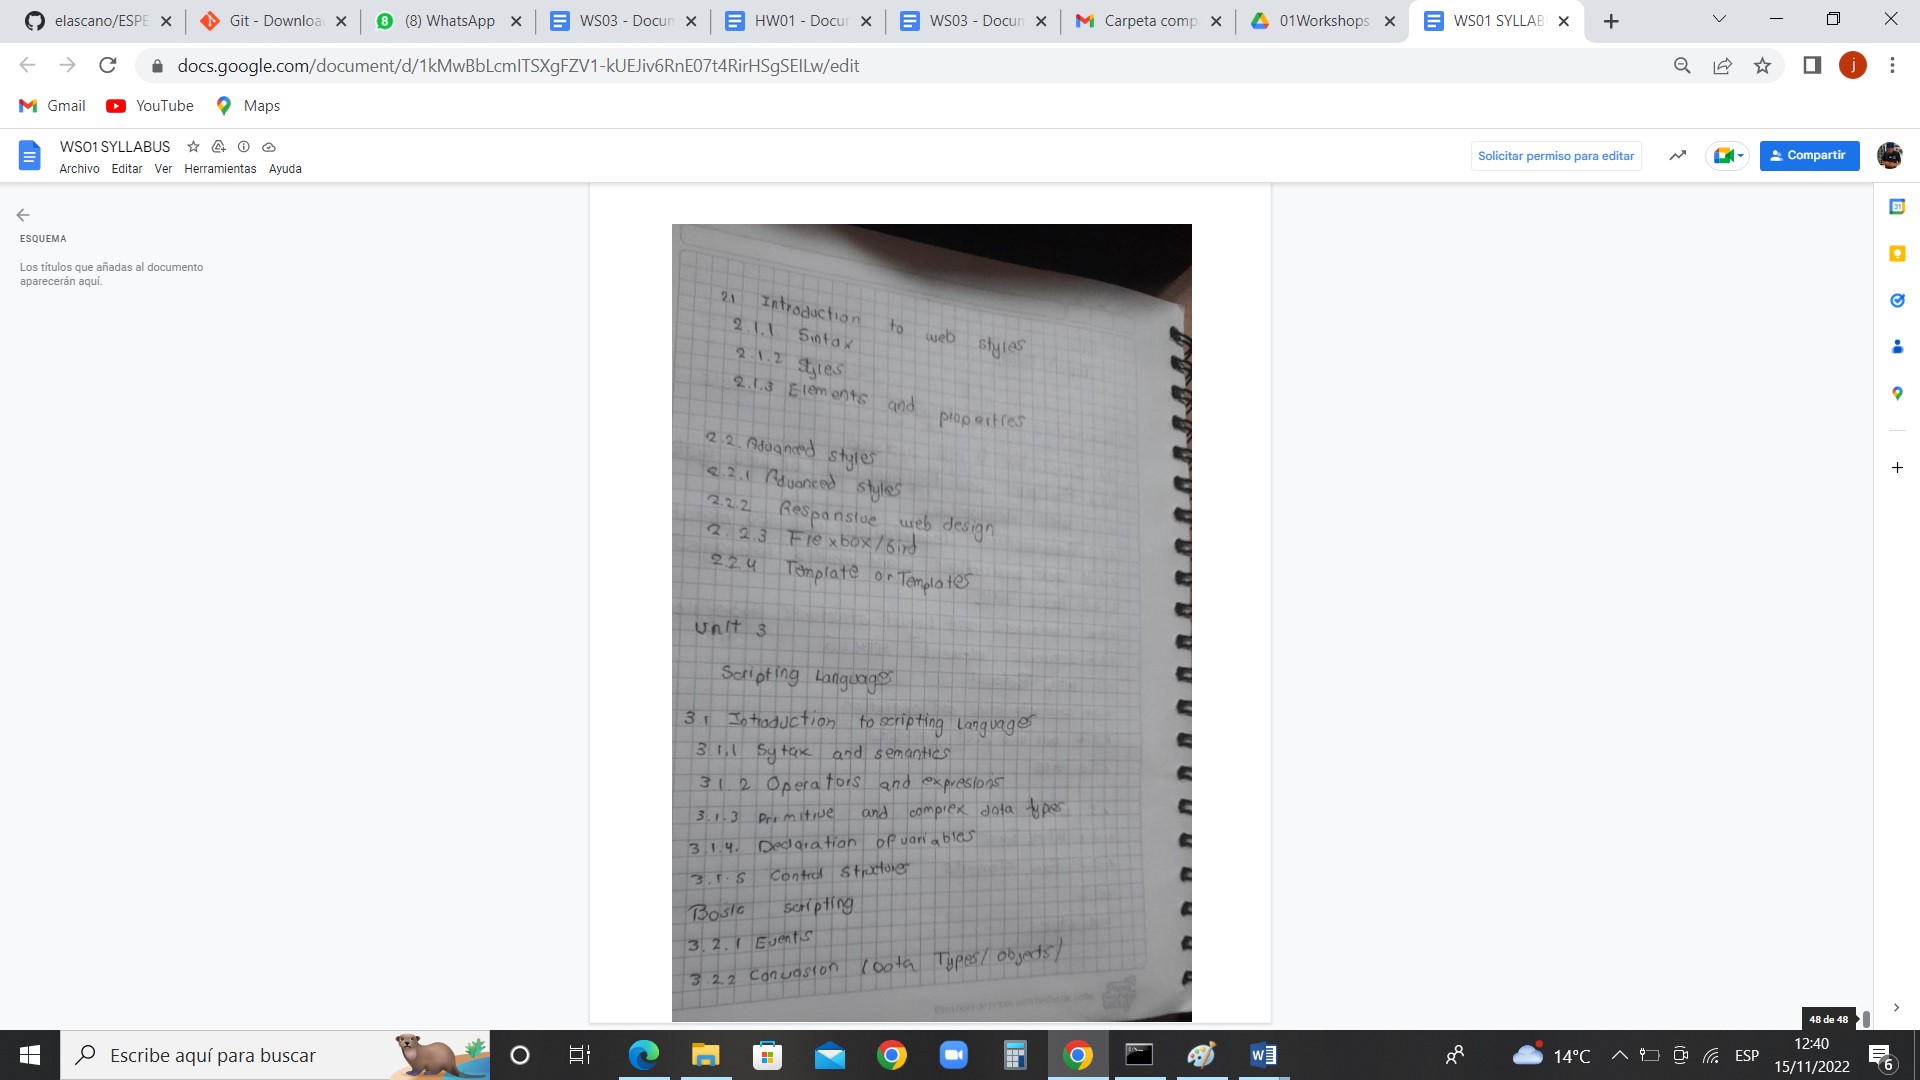 elascano/ESPE
Git - Downloa
(8) WhatsApp
WS03 - Docum
HW01 - Docum
WS03 - Docum
Carpeta comp
01Workshops
WS01 SYLLAB
docs.google.com/document/d/1kMwBbLcmITSXgFZV1-kUEJiv6RnE07t4RirHSgSEILw/edit
j
Gmail YouTube Maps
WS01 SYLLABUS
Archivo Editar Ver Herramientas Ayuda
Solicitar permiso para editar
Compartir
ESQUEMA
Los títulos que añadas al documento
aparecerán aquí.
31
2.1 Introduction to web styles
2.1.1 Sintax
2.1.2 Styles
2.1.3 Elements and properties
2.2. Advanced styles
2.2.1 Advanced styles
2.2.2 Responsive web design
2.2.3 Flexbox/Gird
2.2.4 Template or Templates
Unit 3
Scripting Languages
3.1 Introduction to scripting Languages
3.1.1 Sytax and semantics
3.1.2 Operators and expresions
3.1.3 Primitive and complex data types
3.1.4. Declaration of variables
3.1.5 Control Structures
Basic scripting
3.2.1 Events
3.2.2 (Data Types/ objects/
48 de 48
Escribe aquí para buscar
14°C
ESP
12:40
15/11/2022
6